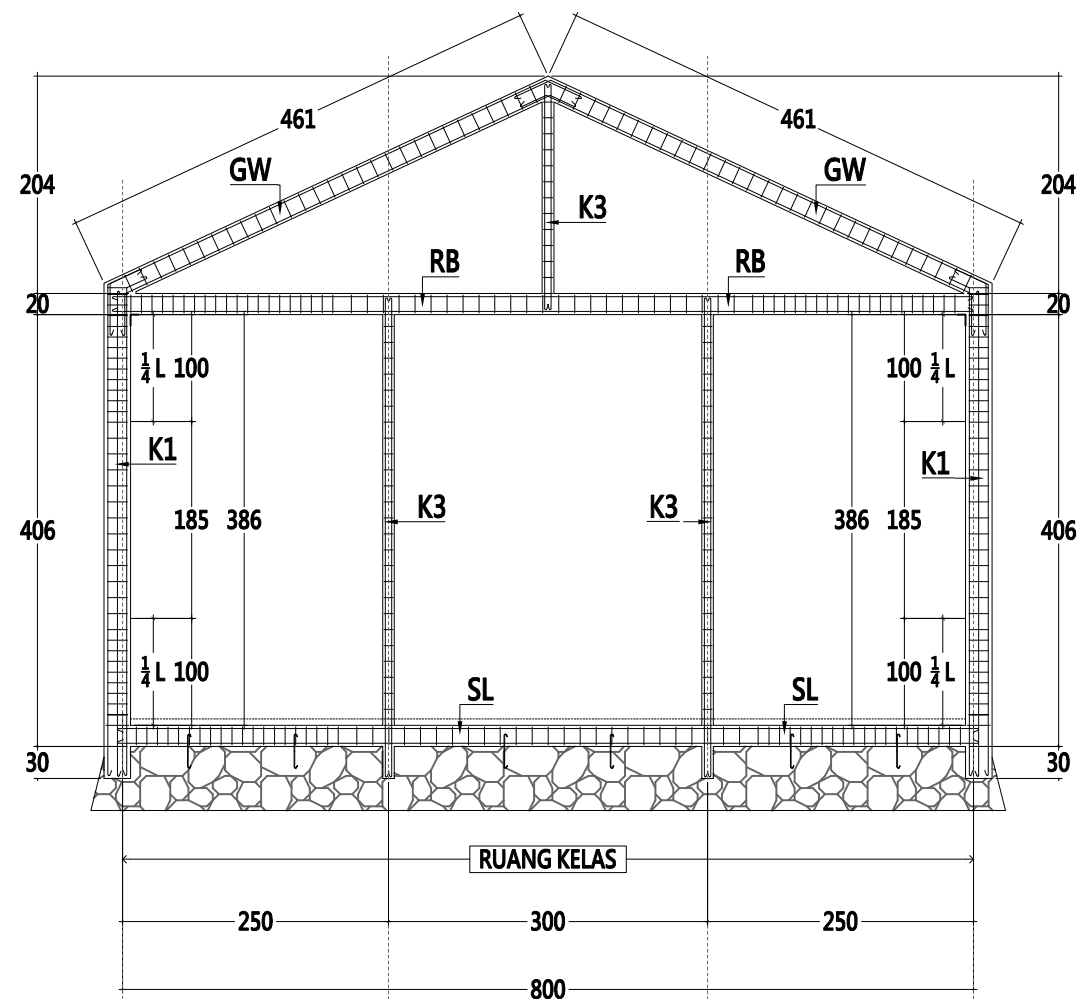 461 461
204 GW GW 204
K3
RB RB
20 20
1/4 L 100 100 1/4 L
K1 K1
K3 K3
406 185 386 386 185 406
1/4 L 100 100 1/4 L
SL SL
30 30
RUANG KELAS
250 300 250
800